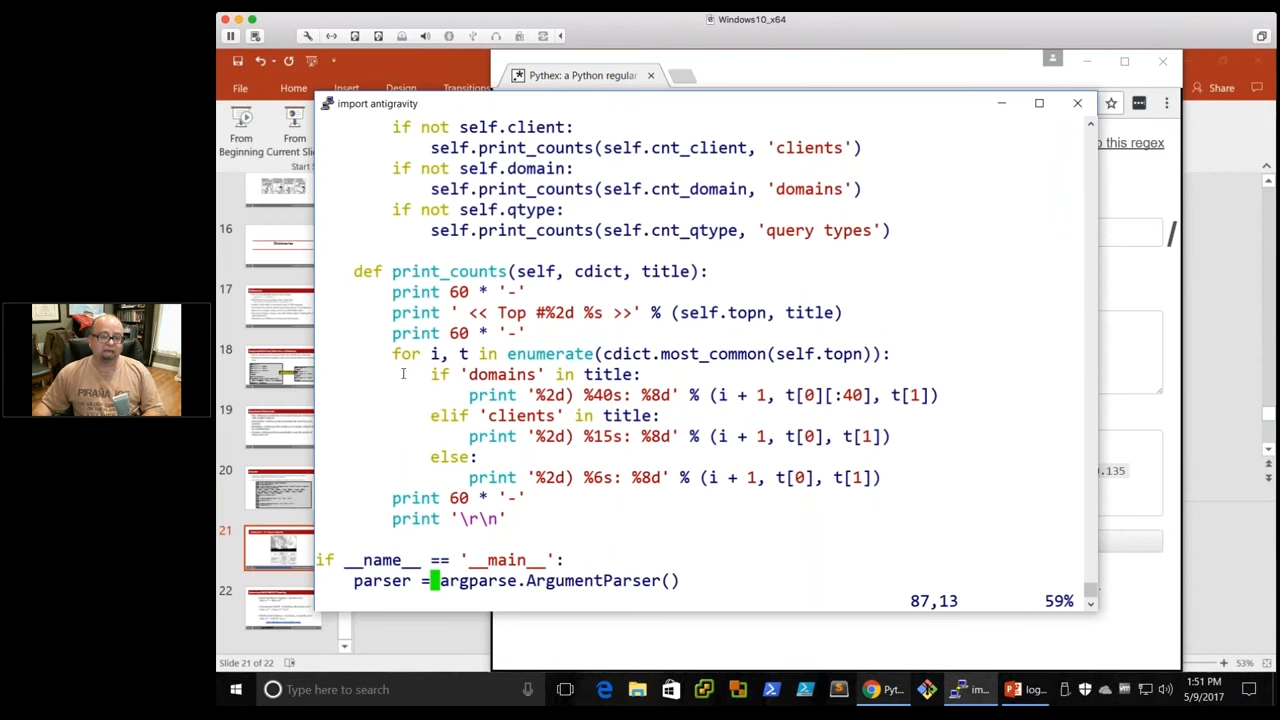 Windows10_x64
File
Home
Insert
Design
Transitions
Share
Pythex: a Python regular
From
Beginning
From
Current Sli
Start S
import antigravity
this regex
if not self.client:
self.print_counts(self.cnt_client, 'clients')
if not self.domain:
self.print_counts(self.cnt_domain, 'domains')
if not self.qtype:
self.print_counts(self.cnt_qtype, 'query types')
def print_counts(self, cdict, title):
print 60 * '-'
print '<< Top #%2d %s >>' % (self.topn, title)
print 60 * '-'
for i, t in enumerate(cdict.most_common(self.topn)):
if 'domains' in title:
print '%2d) %40s: %8d' % (i + 1, t[0][:40], t[1])
elif 'clients' in title:
print '%2d) %15s: %8d' % (i + 1, t[0], t[1])
else:
print '%2d) %6s: %8d' % (i + 1, t[0], t[1])
print 60 * '-'
print '\r\n'
if __name__ == '__main__':
parser = argparse.ArgumentParser()
87,13 59%
16
17
18
19
20
21
22
/
.135
PIRAÑA
Slide 21 of 22
53%
Type here to search
Pyt...
im...
log...
1:51 PM
5/9/2017